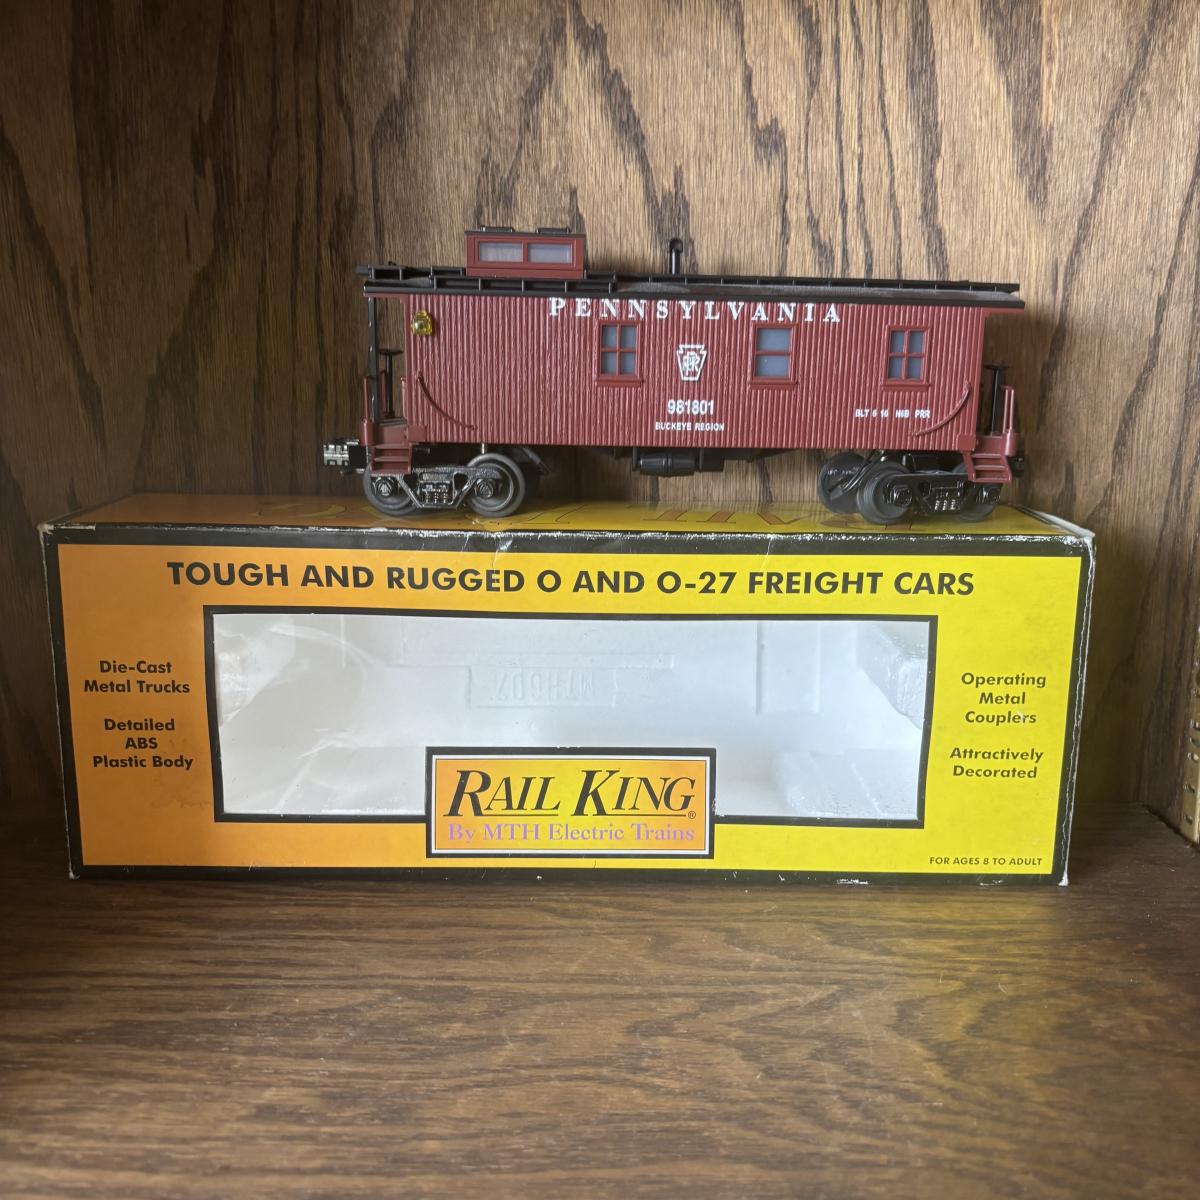 PENNSYLVANIA
PRR
981801
BUCKEYE REGION
BLT 6 16 N6B PRR
TOUGH AND RUGGED O AND O-27 FREIGHT CARS
Die-Cast
Metal Trucks
Detailed
ABS
Plastic Body
Operating
Metal
Couplers
Attractively
Decorated
RAIL KING®
By MTH Electric Trains
FOR AGES 8 TO ADULT